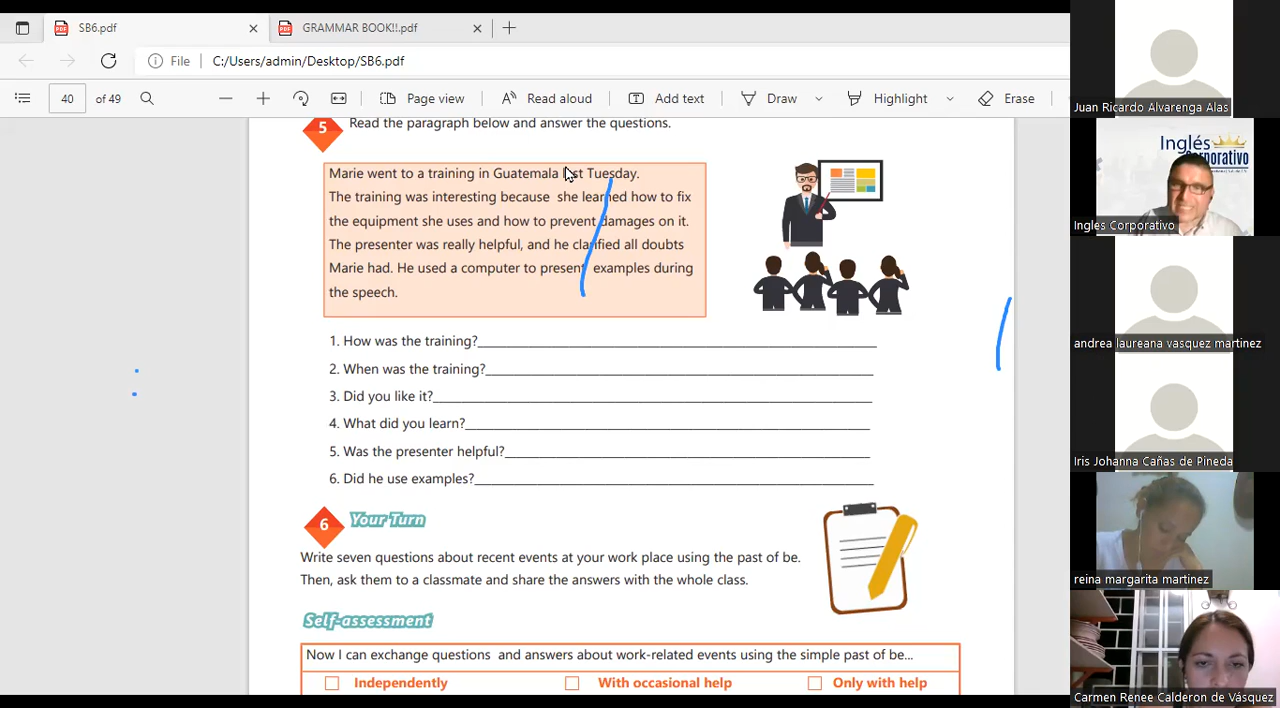 SB6.pdf
GRAMMAR BOOK!!.pdf
File
C:/Users/admin/Desktop/SB6.pdf
40 of 49
Page view
Read aloud
Add text
Draw
Highlight
Erase
5 Read the paragraph below and answer the questions.
Marie went to a training in Guatemala last Tuesday.
The training was interesting because she learned how to fix
the equipment she uses and how to prevent damages on it.
The presenter was really helpful, and he clarified all doubts
Marie had. He used a computer to present examples during
the speech.
1. How was the training?
2. When was the training?
3. Did you like it?
4. What did you learn?
5. Was the presenter helpful?
6. Did he use examples?
6 Your Turn
Write seven questions about recent events at your work place using the past of be.
Then, ask them to a classmate and share the answers with the whole class.
Self-assessment
Now I can exchange questions and answers about work-related events using the simple past of be...
Independently
With occasional help
Only with help
Juan Ricardo Alvarenga Alas
Inglés
Corporativo
Ingles Corporativo
andrea laureana vasquez martinez
Iris Johanna Cañas de Pineda
reina margarita martinez
Carmen Renee Calderon de Vásquez